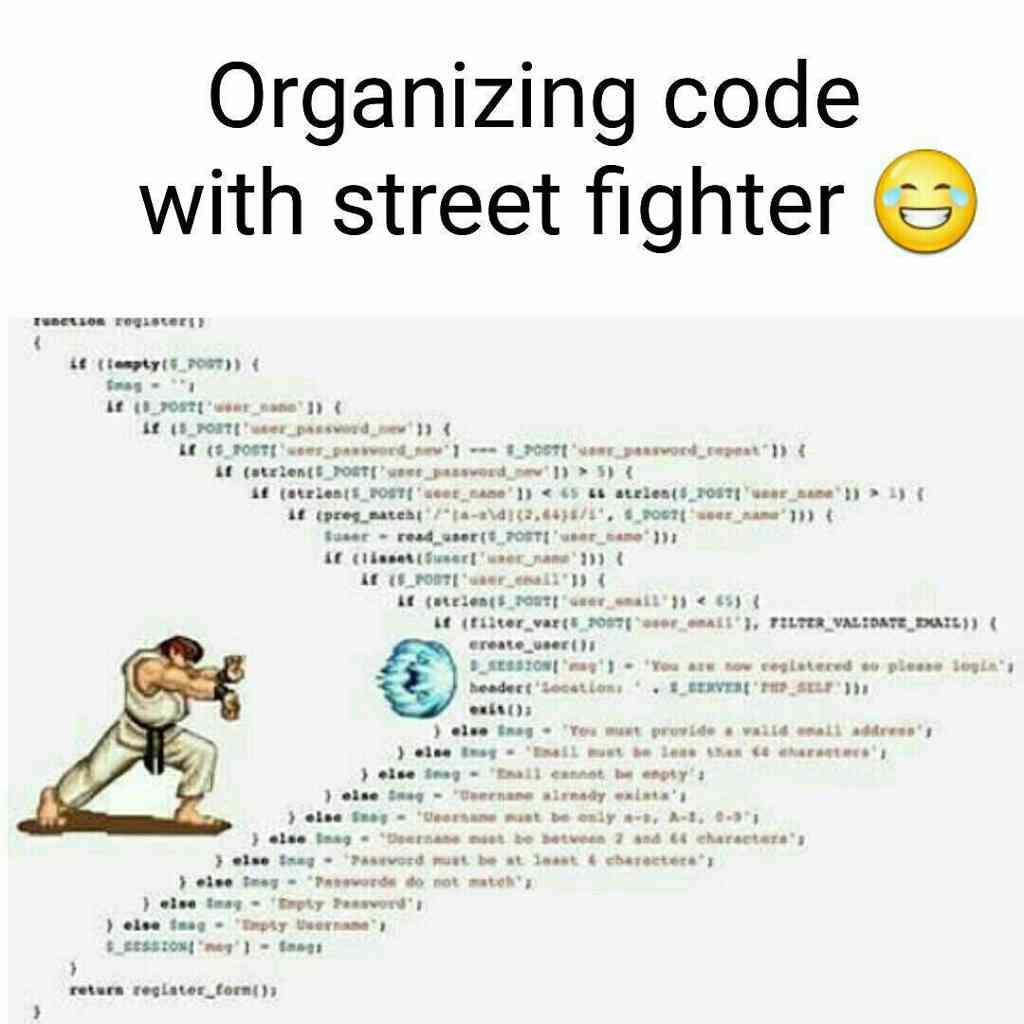 Organizing code
with street fighter 😂
function register()
{
if (!empty($_POST)) {
$msg = '';
if ($_POST['user_name']) {
if ($_POST['user_password_new']) {
if ($_POST['user_password_new'] === $_POST['user_password_repeat']) {
if (strlen($_POST['user_password_new']) > 5) {
if (strlen($_POST['user_name']) < 65 && strlen($_POST['user_name']) > 1) {
if (preg_match('/^[a-z\d]{2,64}$/i', $_POST['user_name'])) {
$user = read_user($_POST['user_name']);
if (!isset($user['user_name'])) {
if ($_POST['user_email']) {
if (strlen($_POST['user_email']) < 65) {
if (filter_var($_POST['user_email'], FILTER_VALIDATE_EMAIL)) {
create_user();
$_SESSION['msg'] = 'You are now registered so please login';
header('Location: ' . $_SERVER['PHP_SELF']);
exit();
} else $msg = 'You must provide a valid email address';
} else $msg = 'Email must be less than 64 characters';
} else $msg = 'Email cannot be empty';
} else $msg = 'Username already exists';
} else $msg = 'Username must be only a-z, A-Z, 0-9';
} else $msg = 'Username must be between 2 and 64 characters';
} else $msg = 'Password must be at least 6 characters';
} else $msg = 'Passwords do not match';
} else $msg = 'Empty Password';
} else $msg = 'Empty Username';
$_SESSION['msg'] = $msg;
}
return register_form();
}